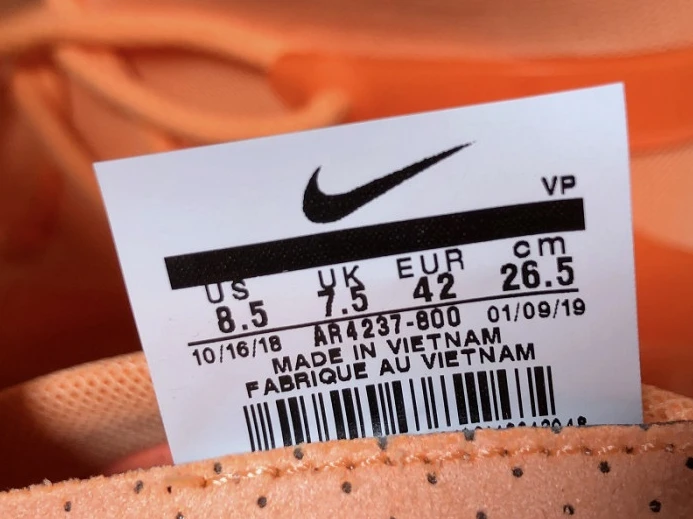 VP
US UK EUR cm
8.5 7.5 42 26.5
10/16/18 AR4237-800 01/09/19
MADE IN VIETNAM
FABRIQUE AU VIETNAM